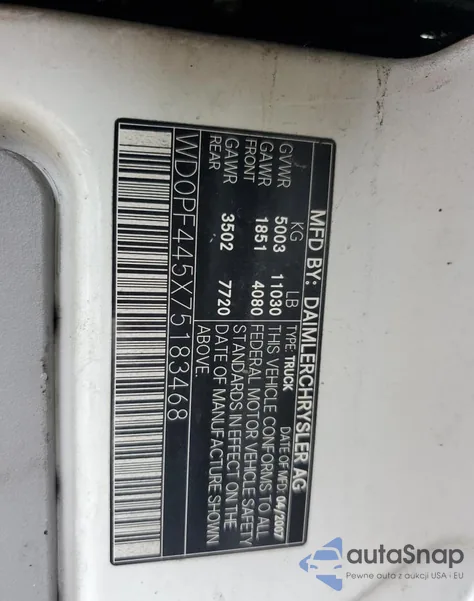 MFD BY: DAIMLERCHRYSLER AG
DATE OF MFD 04/2007
KG LB TYPE: TRUCK
GVWR 5003 11030 THIS VEHICLE CONFORMS TO ALL
GAWR FRONT 1851 4080 FEDERAL MOTOR VEHICLE SAFETY
STANDARDS IN EFFECT ON THE
GAWR REAR 3502 7720 DATE OF MANUFACTURE SHOWN
ABOVE.
WD0PF445X75183468
autoSnap
Pewne auta z aukcji USA - EU